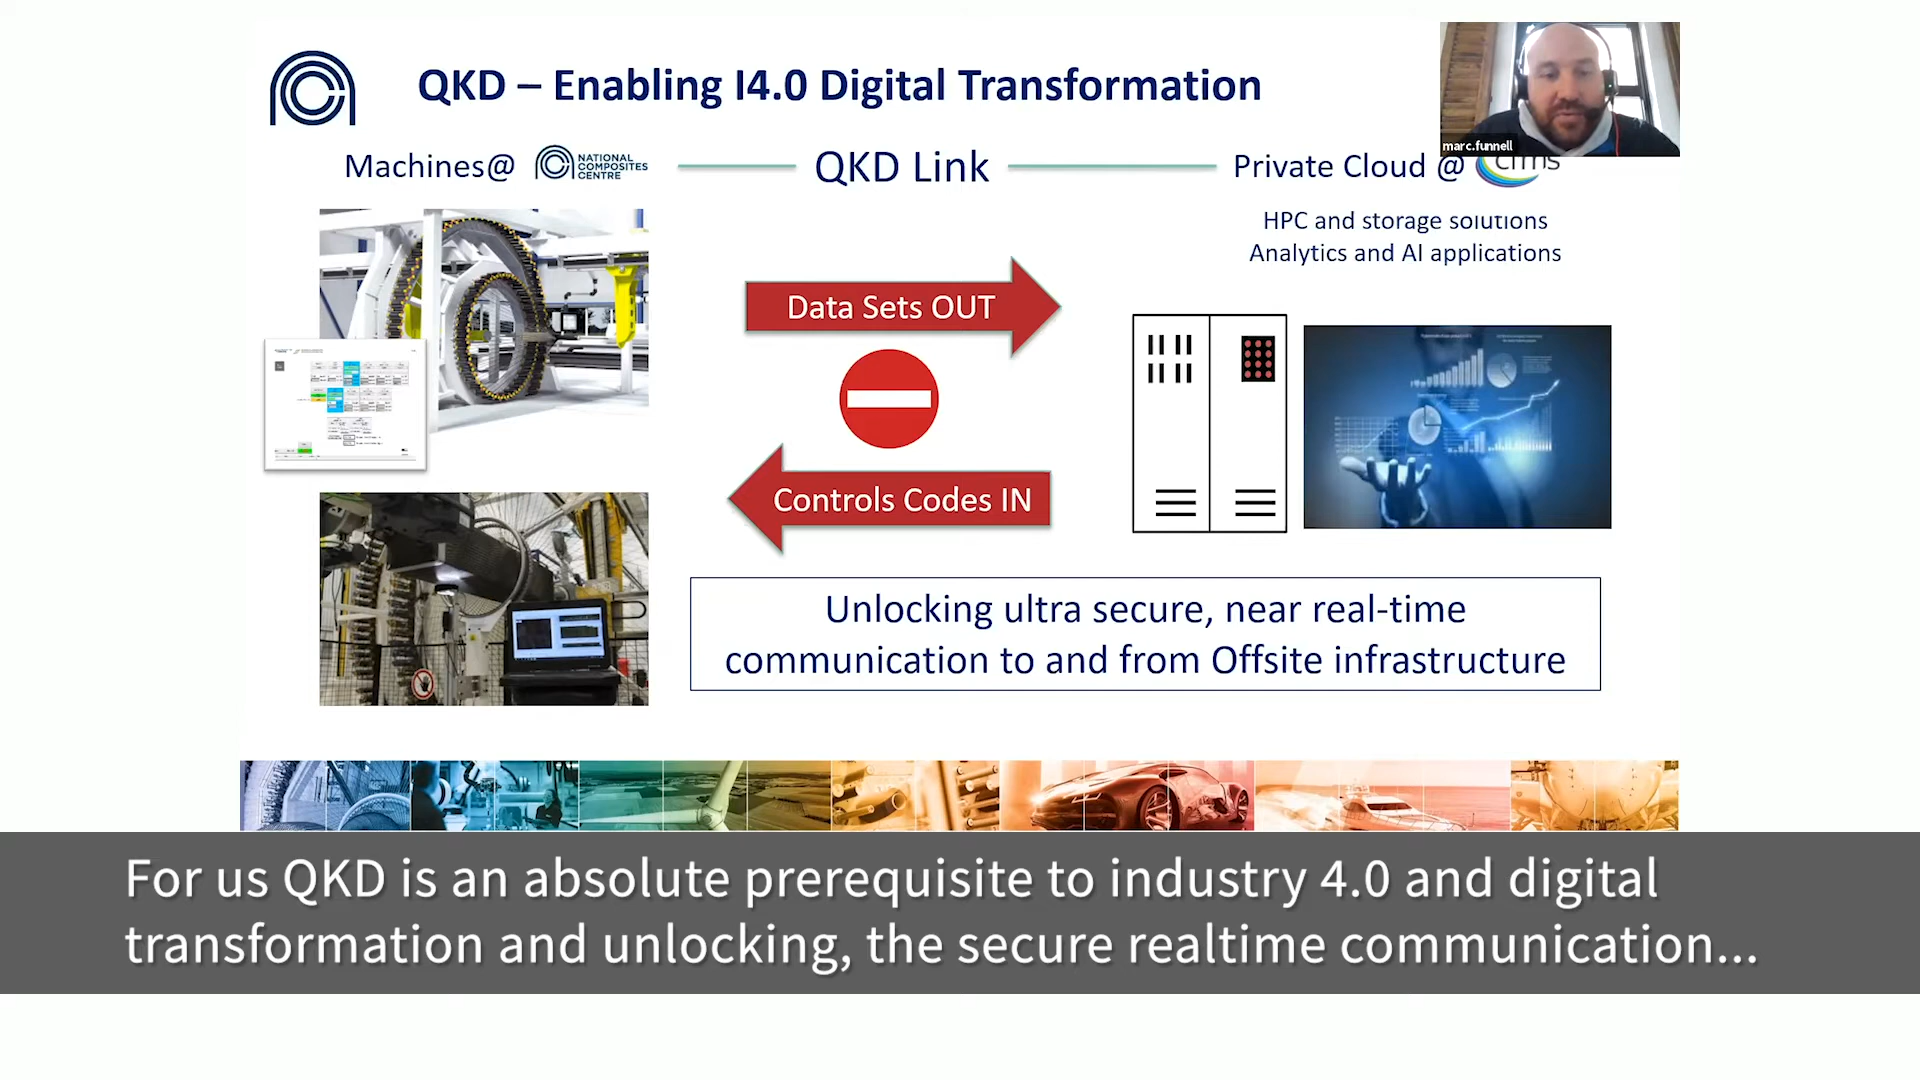 QKD – Enabling I4.0 Digital Transformation
marc.funnell
Machines@
NATIONAL
COMPOSITES
CENTRE
QKD Link
Private Cloud @
cfms
HPC and storage solutions
Analytics and AI applications
Data Sets OUT
Controls Codes IN
Unlocking ultra secure, near real-time
communication to and from Offsite infrastructure
For us QKD is an absolute prerequisite to industry 4.0 and digital
transformation and unlocking, the secure realtime communication...